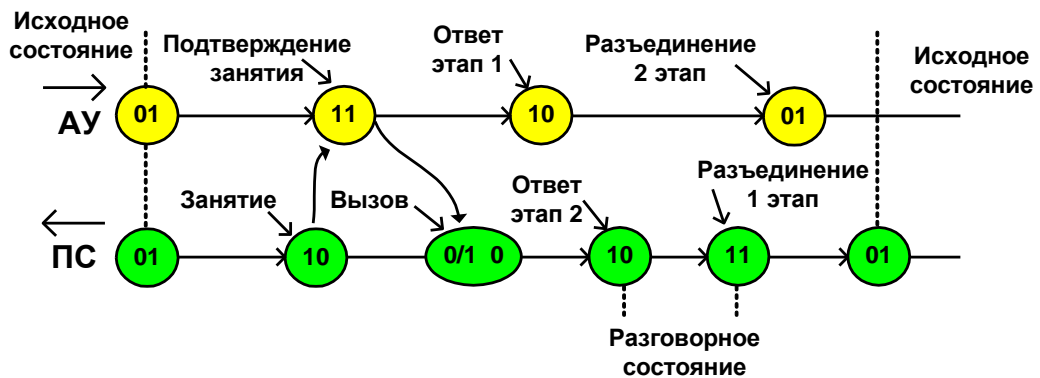 Исходное
состояние
Подтверждение
занятия
Ответ
этап 1
Разъединение
2 этап
Исходное
состояние
АУ
01
11
10
01
Занятие
Вызов
Ответ
этап 2
Разъединение
1 этап
ПС
01
10
0/1 0
10
11
01
Разговорное
состояние